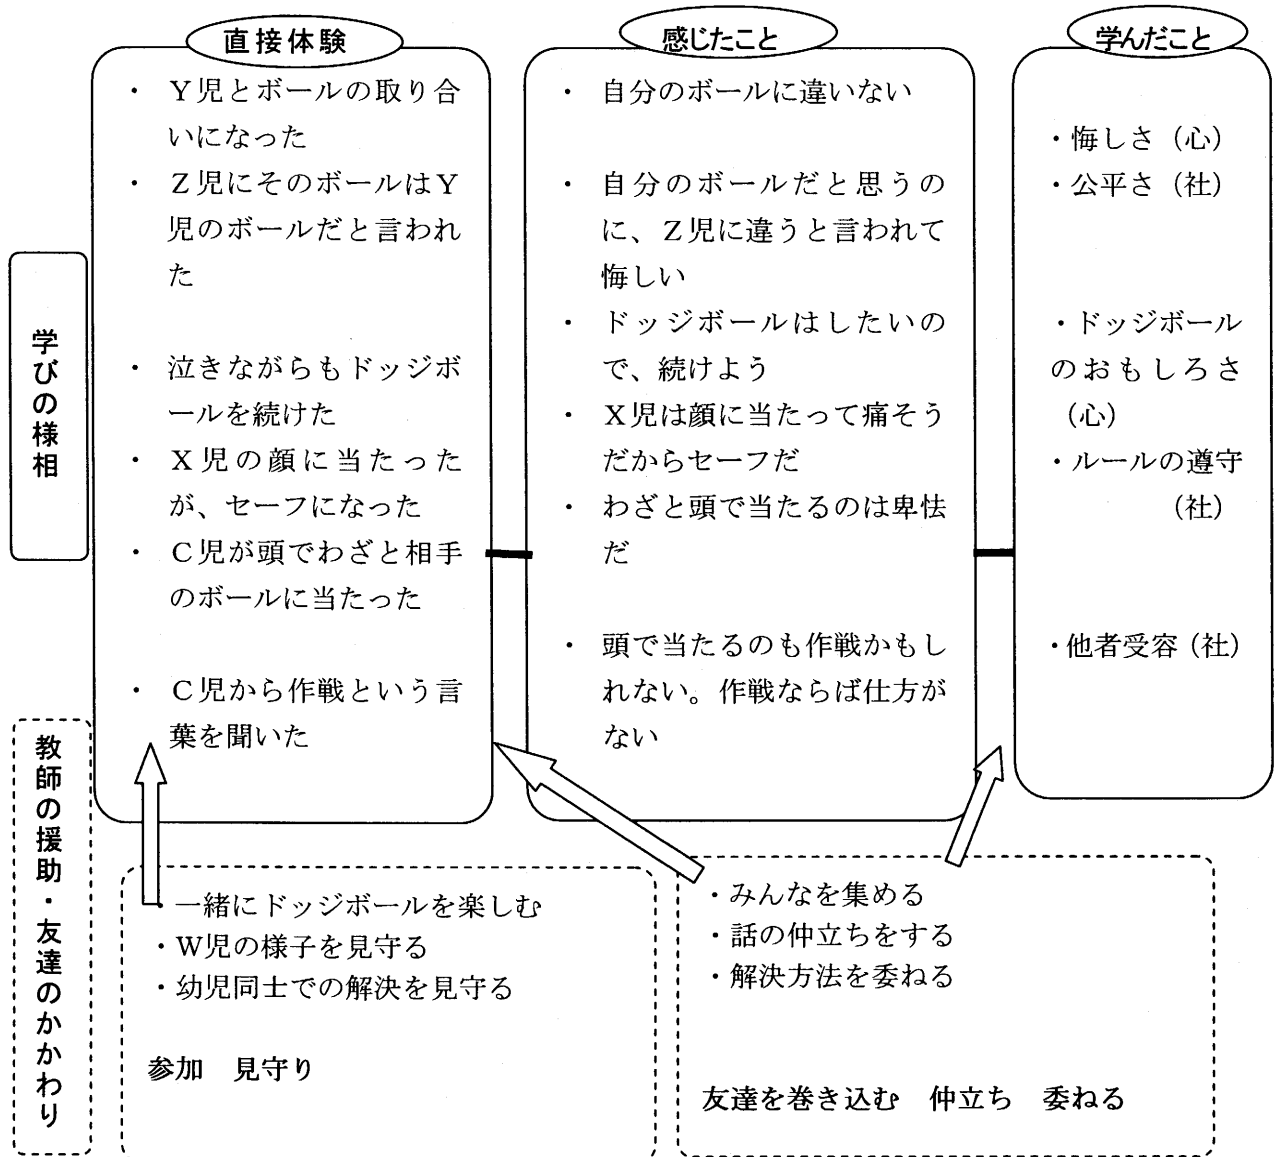 直接体験
・ Y児とボールの取り合
いになった
・ Z児にそのボールはY
児のボールだと言われ
た
・ 泣きながらもドッジボ
ールを続けた
・ X児の顔に当たった
が、セーフになった
・ C児が頭でわざと相手
のボールに当たった
・ C児から作戦という言
葉を聞いた
感じたこと
・ 自分のボールに違いない
・ 自分のボールだと思うの
に、Z児に違うと言われて
悔しい
・ ドッジボールはしたいの
で、続けよう
・ X児は顔に当たって痛そう
だからセーフだ
・ わざと頭で当たるのは卑怯
だ
・ 頭で当たるのも作戦かもし
れない。作戦ならば仕方が
ない
学んだこと
・悔しさ（心）
・公平さ（社）
・ドッジボール
のおもしろさ
（心）
・ルールの遵守
（社）
・他者受容（社）
学びの様相
教師の援助・友達のかかわり
・一緒にドッジボールを楽しむ
・W児の様子を見守る
・幼児同士での解決を見守る
参加　見守り
・みんなを集める
・話の仲立ちをする
・解決方法を委ねる
友達を巻き込む　仲立ち　委ねる